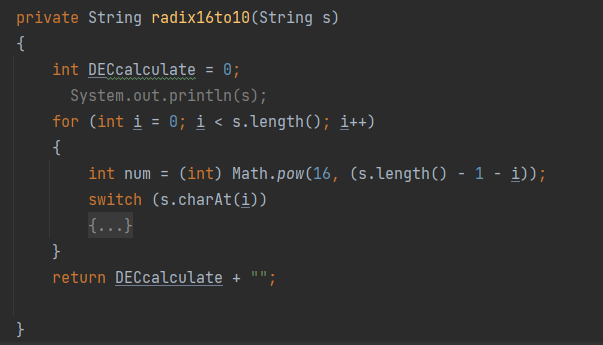 private String radix16to10(String s)
{
int DECcalculate = 0;
System.out.println(s);
for (int i = 0; i < s.length(); i++)
{
int num = (int) Math.pow(16, (s.length() - 1 - i));
switch (s.charAt(i))
{...}
}
return DECcalculate + "";
}